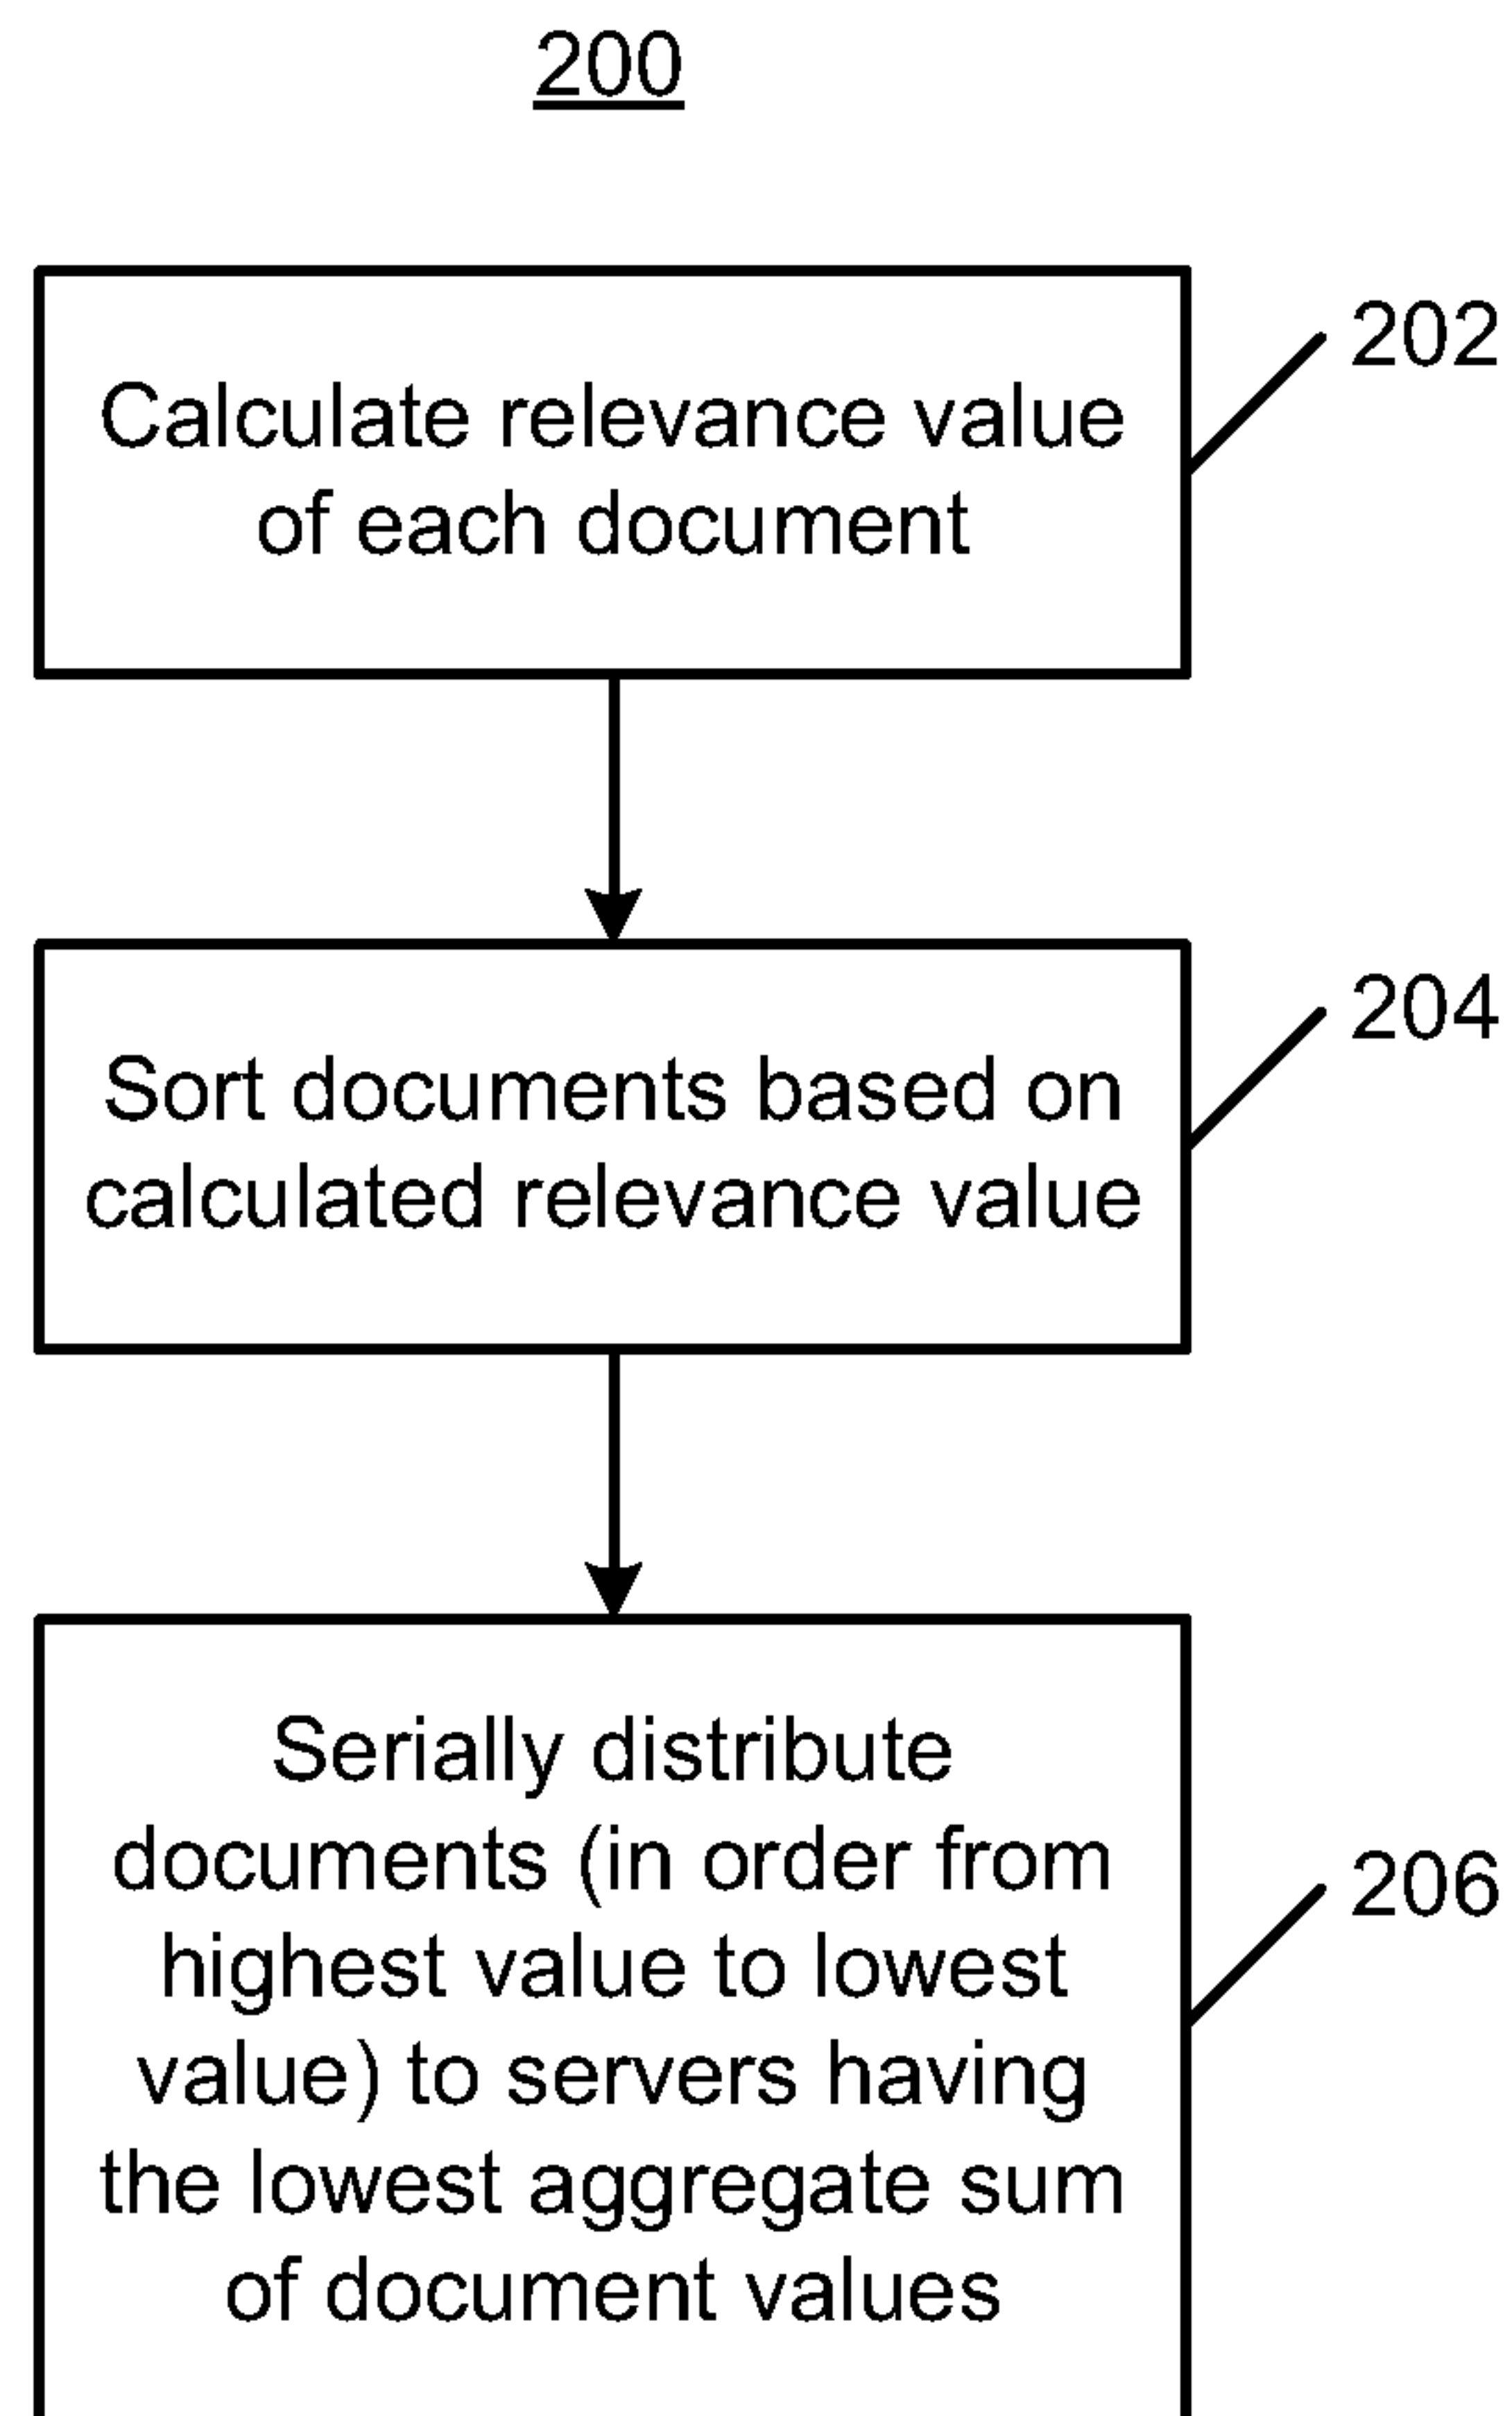 200
202
Calculate relevance value
of each document
204
Sort documents based on
calculated relevance value
Serially distribute
documents (in order from
206
highest value to lowest
value) to servers having
the lowest aggregate sum
of document values